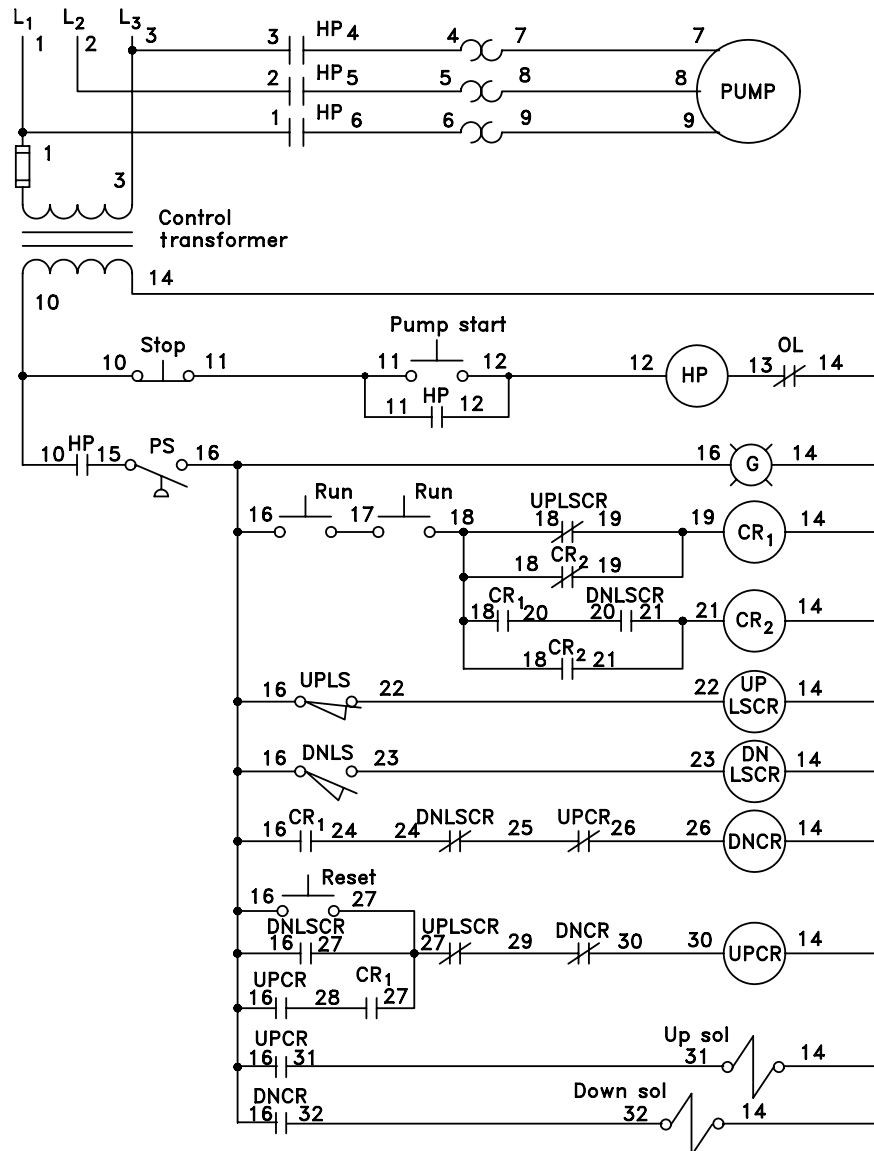 L1 L2 L3
1 2 3 3 HP 4 4 7 7
2 HP 5 5 8 8 PUMP
1 HP 6 6 9 9
1 3
Control
transformer
10 14
Pump start
Stop OL
10 11 11 12 12 HP 13 14
HP
11 12
HP PS
10 15 16 16 G 14
Run Run UPLSCR
16 17 18 18 19 19 CR1 14
CR2
18 19
CR1 DNLSCR
18 20 20 21 21 CR2 14
CR2
18 21
UPLS UP
16 22 22 LSCR 14
DNLS DN
16 23 23 LSCR 14
CR1 DNLSCR UPCR
16 24 24 25 26 26 DNCR 14
Reset
16 27
DNLSCR UPLSCR DNCR
16 27 27 29 30 30 UPCR 14
UPCR CR1
16 28 27
UPCR Up sol
16 31 31 14
DNCR Down sol
16 32 32 14